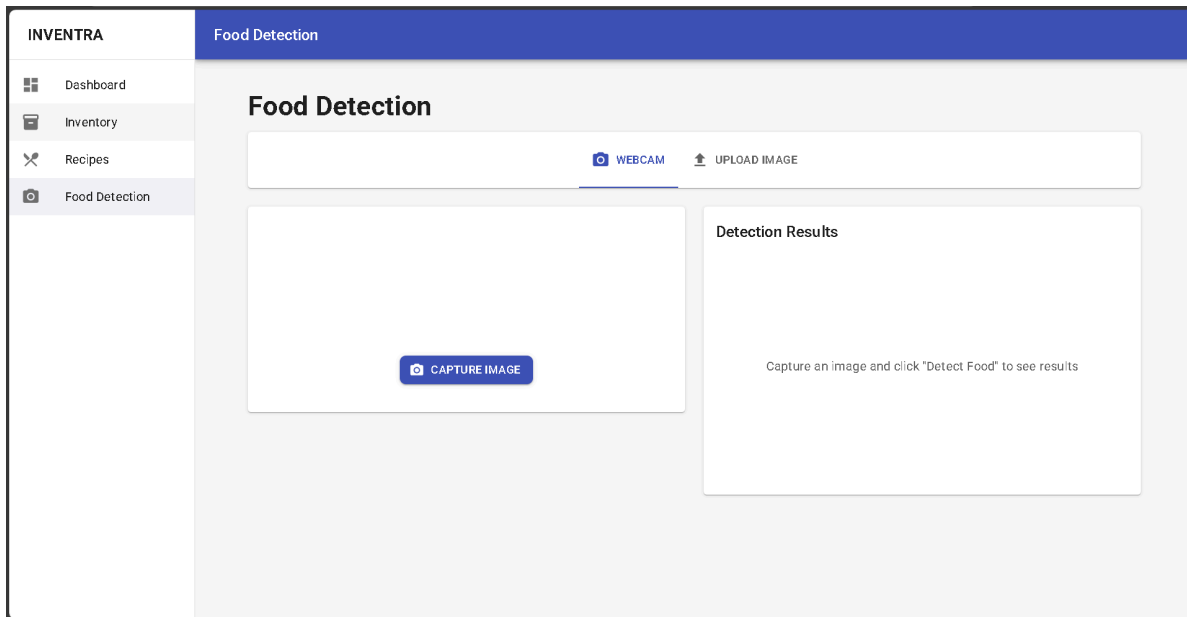 INVENTRA
Food Detection
Dashboard
Inventory
Recipes
Food Detection
Food Detection
WEBCAM
UPLOAD IMAGE
CAPTURE IMAGE
Detection Results
Capture an image and click "Detect Food" to see results